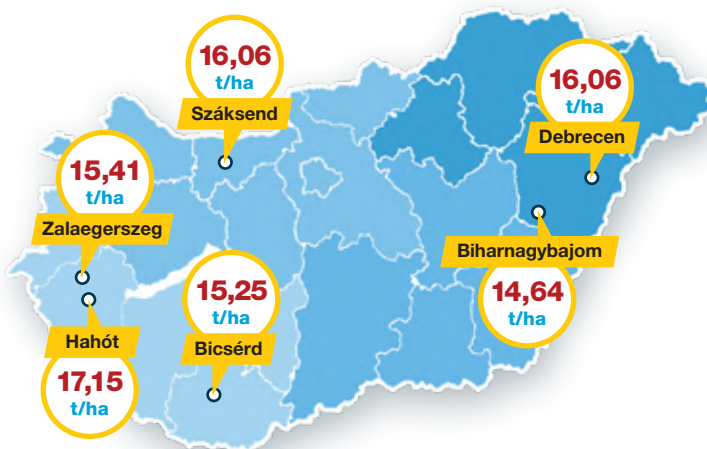 16,06
t/ha
Száksend
16,06
t/ha
Debrecen
15,41
t/ha
Zalaegerszeg
Biharnagybajom
14,64
t/ha
15,25
t/ha
Bicsérd
Hahót
17,15
t/ha